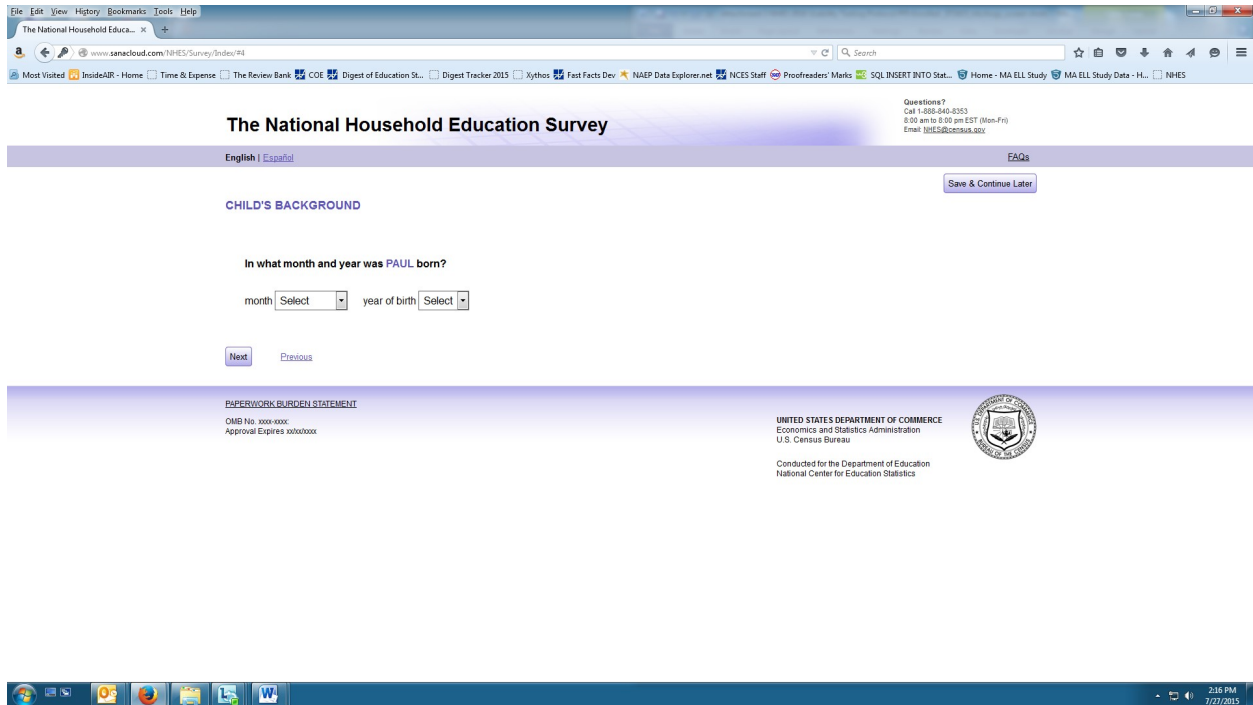 File Edit View History Bookmarks Tools Help
The National Household Educa... × +
www.sanacloud.com/NHES/Survey/Index/#4 Search
Most Visited InsideAIR - Home Time & Expense The Review Bank COE Digest of Education St... Digest Tracker 2015 Xythos Fast Facts Dev NAEP Data Explorer.net NCES Staff Proofreaders' Marks SQL INSERT INTO Stat... Home - MA ELL Study MA ELL Study Data - H... NHES
Questions?
Call 1-888-840-8353
8:00 am to 8:00 pm EST (Mon-Fri)
Email: NHES@census.gov
The National Household Education Survey
English | Español FAQs
Save & Continue Later
CHILD'S BACKGROUND
In what month and year was PAUL born?
month Select year of birth Select
Next Previous
PAPERWORK BURDEN STATEMENT
OMB No. xxxx-xxxx:
Approval Expires xx/xx/xxxx
UNITED STATES DEPARTMENT OF COMMERCE
Economics and Statistics Administration
U.S. Census Bureau
Conducted for the Department of Education
National Center for Education Statistics
2:16 PM
7/27/2015